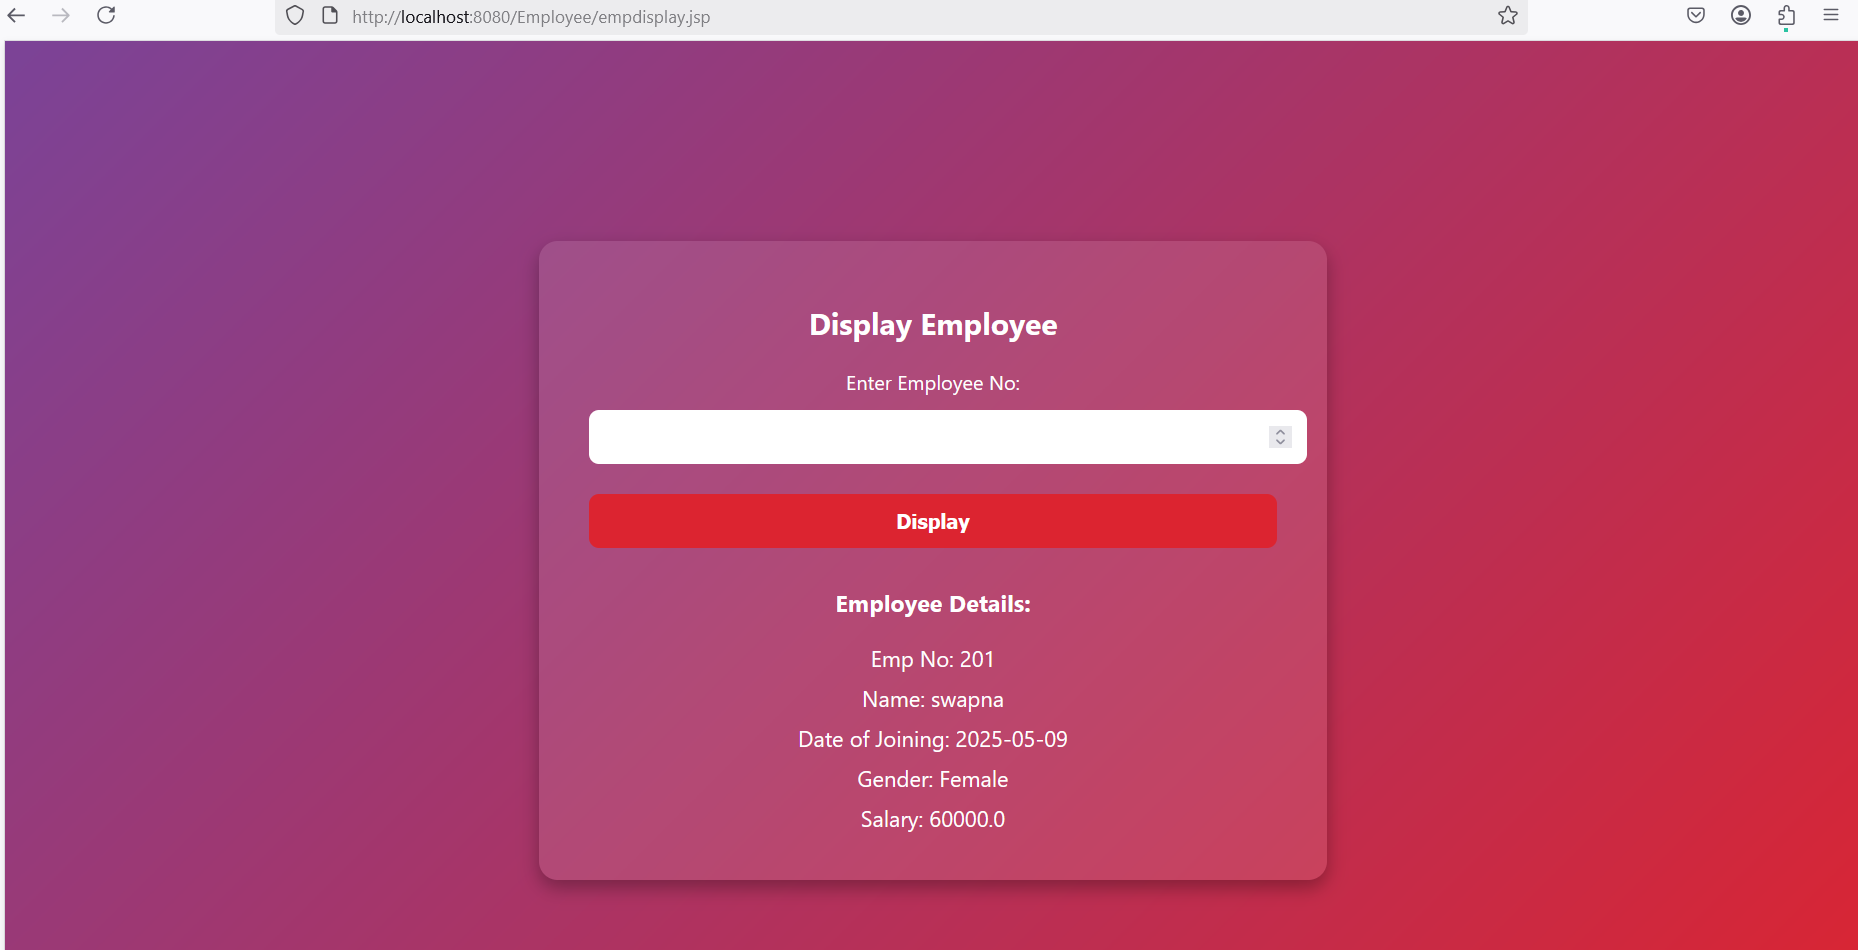 http://localhost:8080/Employee/empdisplay.jsp
Display Employee
Enter Employee No:
Display
Employee Details:
Emp No: 201
Name: swapna
Date of Joining: 2025-05-09
Gender: Female
Salary: 60000.0